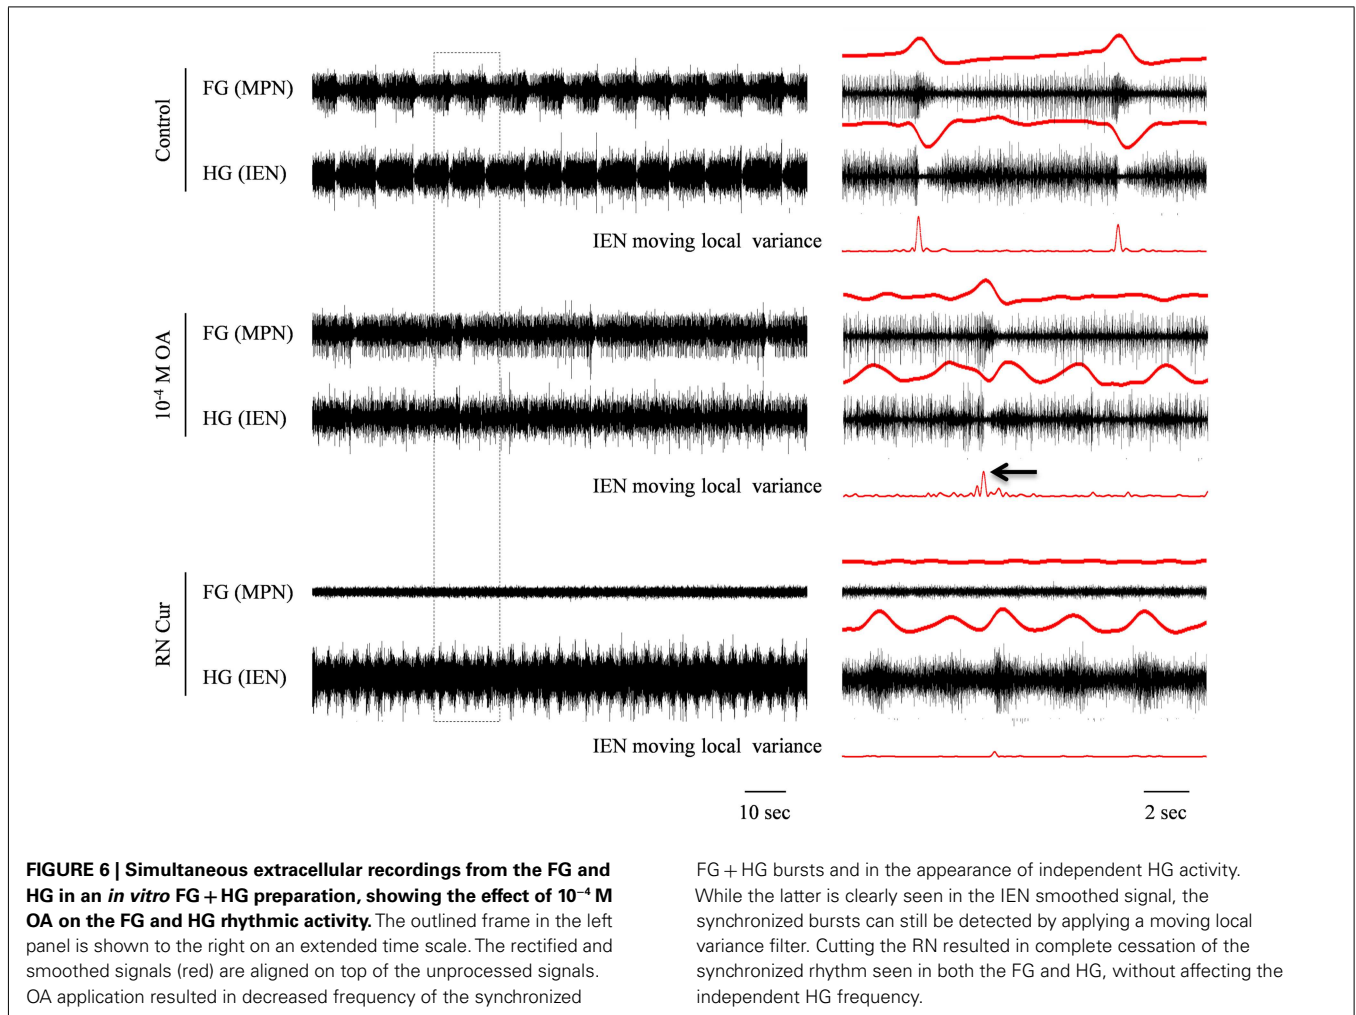 Control
FG (MPN)
HG (IEN)
IEN moving local variance
10⁻⁴ M OA
FG (MPN)
HG (IEN)
IEN moving local variance
RN Cur
FG (MPN)
HG (IEN)
IEN moving local variance
10 sec
2 sec
FIGURE 6 | Simultaneous extracellular recordings from the FG and
HG in an in vitro FG + HG preparation, showing the effect of 10⁻⁴ M
OA on the FG and HG rhythmic activity. The outlined frame in the left
panel is shown to the right on an extended time scale. The rectified and
smoothed signals (red) are aligned on top of the unprocessed signals.
OA application resulted in decreased frequency of the synchronized
FG + HG bursts and in the appearance of independent HG activity.
While the latter is clearly seen in the IEN smoothed signal, the
synchronized bursts can still be detected by applying a moving local
variance filter. Cutting the RN resulted in complete cessation of the
synchronized rhythm seen in both the FG and HG, without affecting the
independent HG frequency.